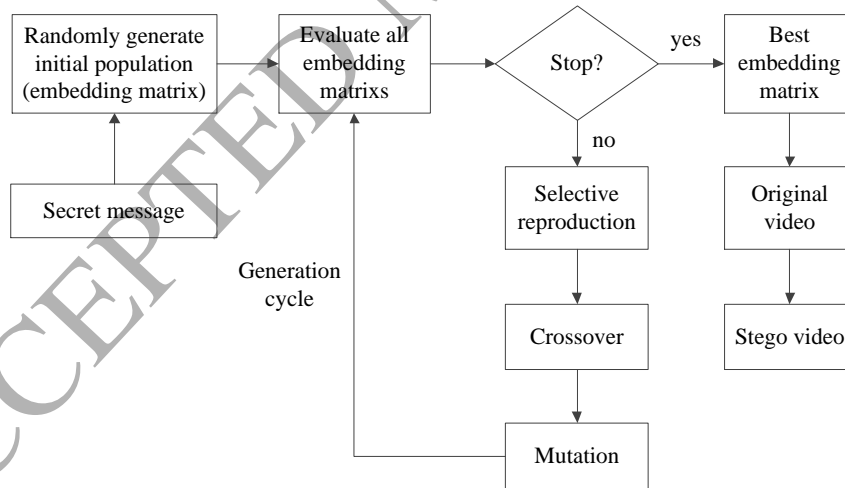 Randomly generate
initial population
(embedding matrix)
Evaluate all
embedding
matrixs
Stop?
yes
Best
embedding
matrix
no
Secret message
Selective
reproduction
Original
video
Generation
cycle
Crossover
Stego video
Mutation
CCEPTED